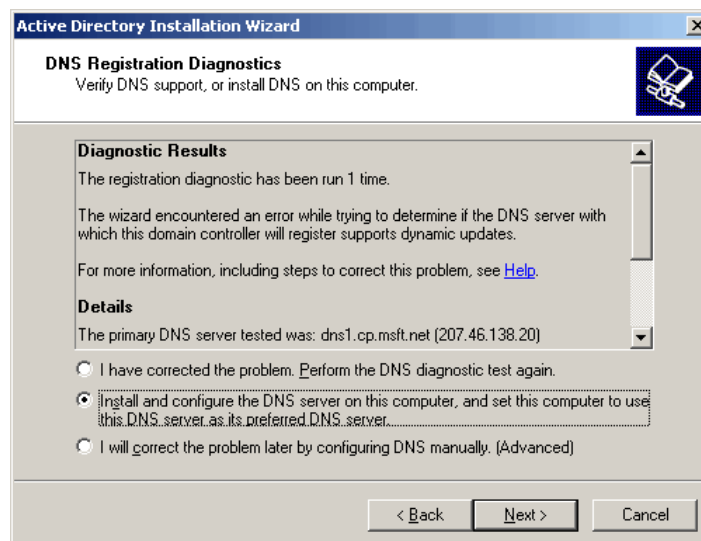 Active Directory Installation Wizard
DNS Registration Diagnostics
Verify DNS support, or install DNS on this computer.
Diagnostic Results
The registration diagnostic has been run 1 time.
The wizard encountered an error while trying to determine if the DNS server with
which this domain controller will register supports dynamic updates.
For more information, including steps to correct this problem, see Help.
Details
The primary DNS server tested was: dns1.cp.msft.net (207.46.138.20)
I have corrected the problem. Perform the DNS diagnostic test again.
Install and configure the DNS server on this computer, and set this computer to use
this DNS server as its preferred DNS server.
I will correct the problem later by configuring DNS manually. (Advanced)
< Back Next > Cancel